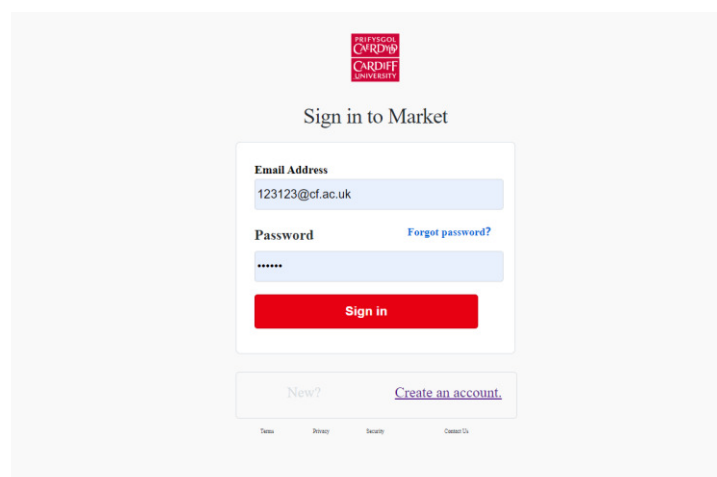 PRIFYSGOL
CAERDYDD
CARDIFF
UNIVERSITY
Sign in to Market
Email Address
123123@cf.ac.uk
Password Forgot password?
••••••
Sign in
New? Create an account.
Terms Privacy Security Contact Us